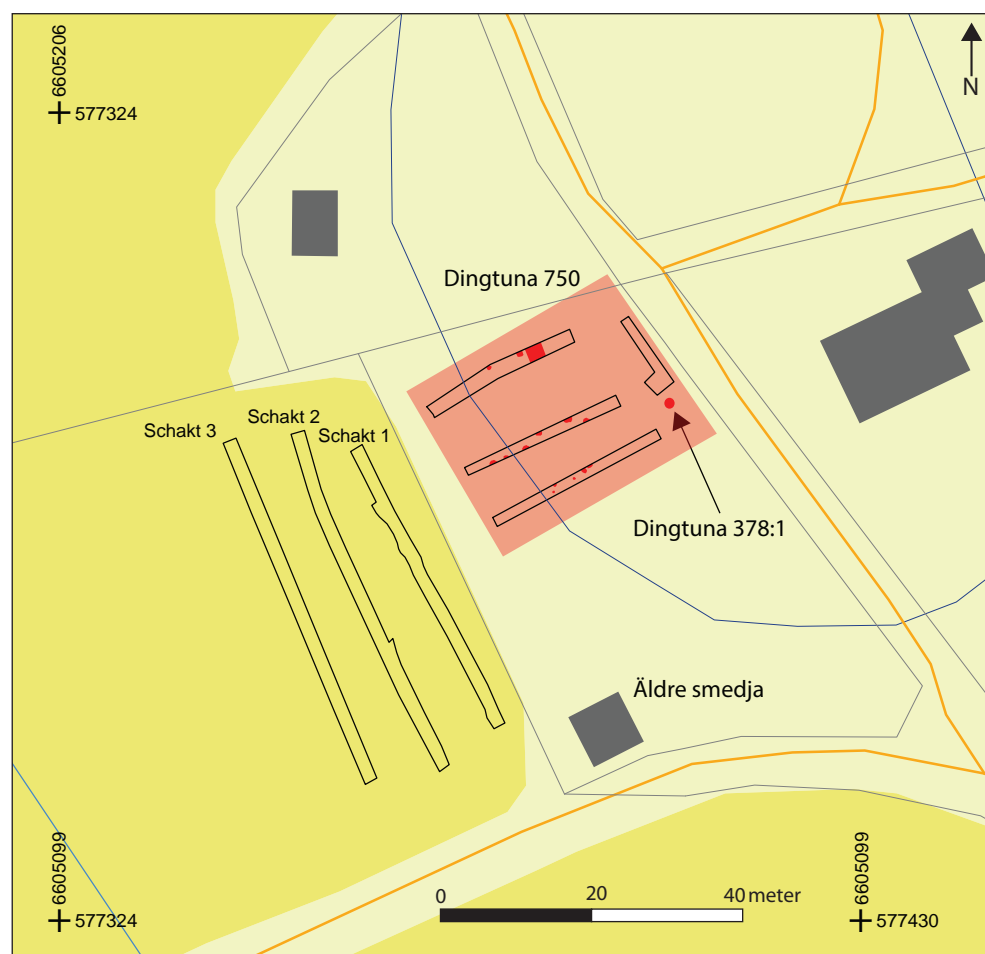 6605206
577324
N
Dingtuna 750
Schakt 3
Schakt 2
Schakt 1
Dingtuna 378:1
Äldre smedja
6605099
577324
0
20
40 meter
6605099
577430